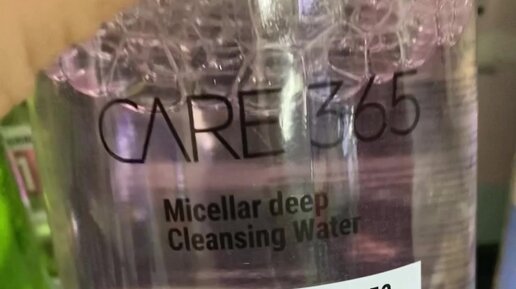 CARE 365
Micellar deep
Cleansing Water